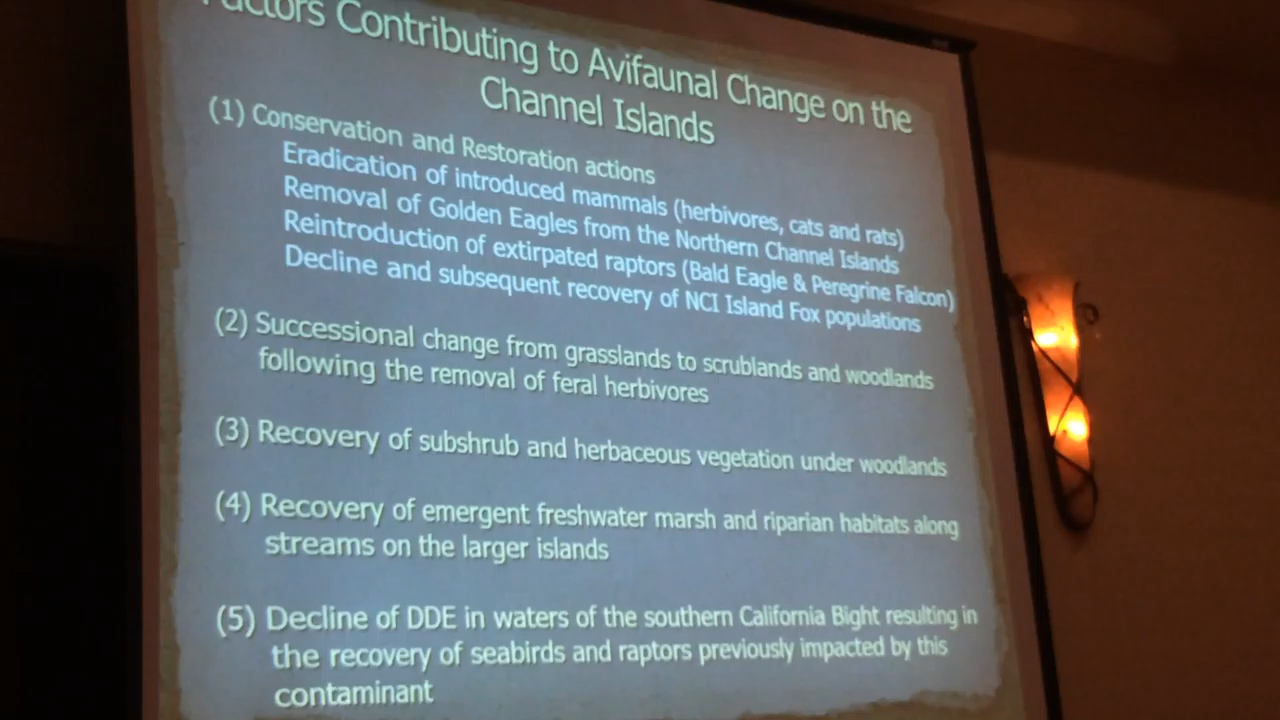 Factors Contributing to Avifaunal Change on the
Channel Islands
(1) Conservation and Restoration actions
Eradication of introduced mammals (herbivores, cats and rats)
Removal of Golden Eagles from the Northern Channel Islands
Reintroduction of extirpated raptors (Bald Eagle & Peregrine Falcon)
Decline and subsequent recovery of NCI Island Fox populations
(2) Successional change from grasslands to scrublands and woodlands
following the removal of feral herbivores
(3) Recovery of subshrub and herbaceous vegetation under woodlands
(4) Recovery of emergent freshwater marsh and riparian habitats along
streams on the larger islands
(5) Decline of DDE in waters of the southern California Bight resulting in
the recovery of seabirds and raptors previously impacted by this
contaminant